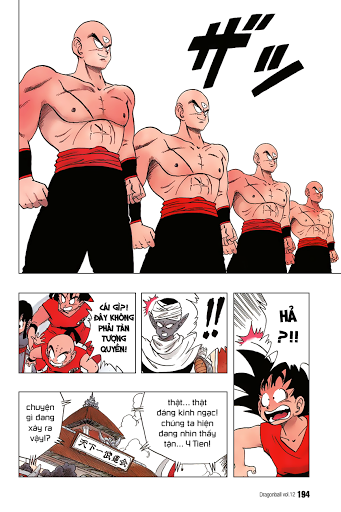 ザッ
CÁI GÌ?!
ĐÂY KHÔNG
PHẢI TÀN
TƯỢNG
QUYỀN!
!!
HẢ
?!!
chuyện
gì đang
xảy ra
vậy!?
thật... thật
đáng kinh ngạc!
chúng ta hiện
đang nhìn thấy
tận... 4 Tien!
天下一武道会
Dragonball vol.12 194